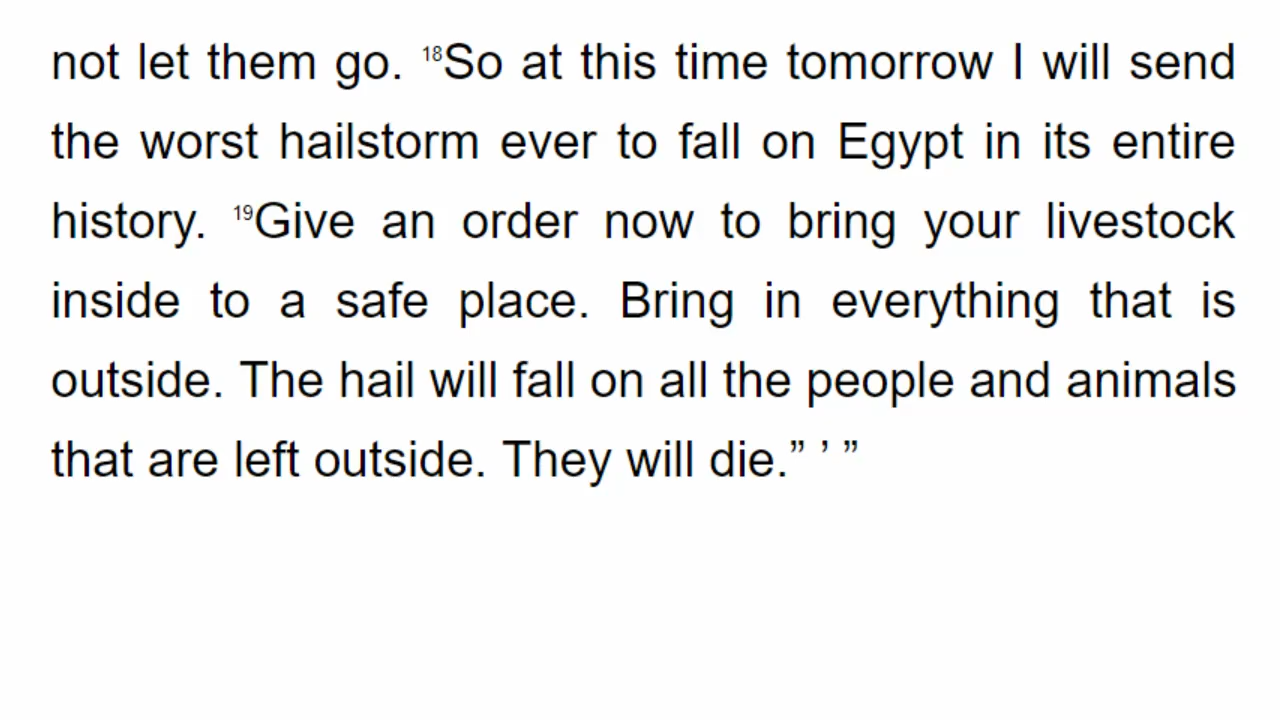 not let them go. ¹⁸So at this time tomorrow I will send
the worst hailstorm ever to fall on Egypt in its entire
history. ¹⁹Give an order now to bring your livestock
inside to a safe place. Bring in everything that is
outside. The hail will fall on all the people and animals
that are left outside. They will die.” ’ ”